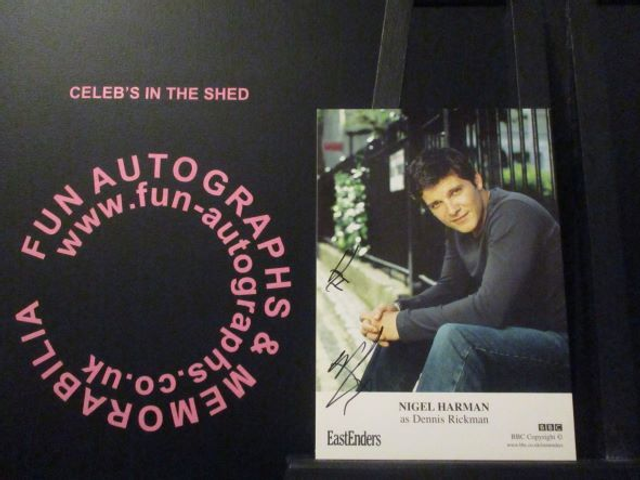 CELEB'S IN THE SHED
FUN AUTOGRAPHS & MEMORABILIA
www.fun-autographs.co.uk
NIGEL HARMAN
as Dennis Rickman
EastEnders
BBC
BBC Copyright ©